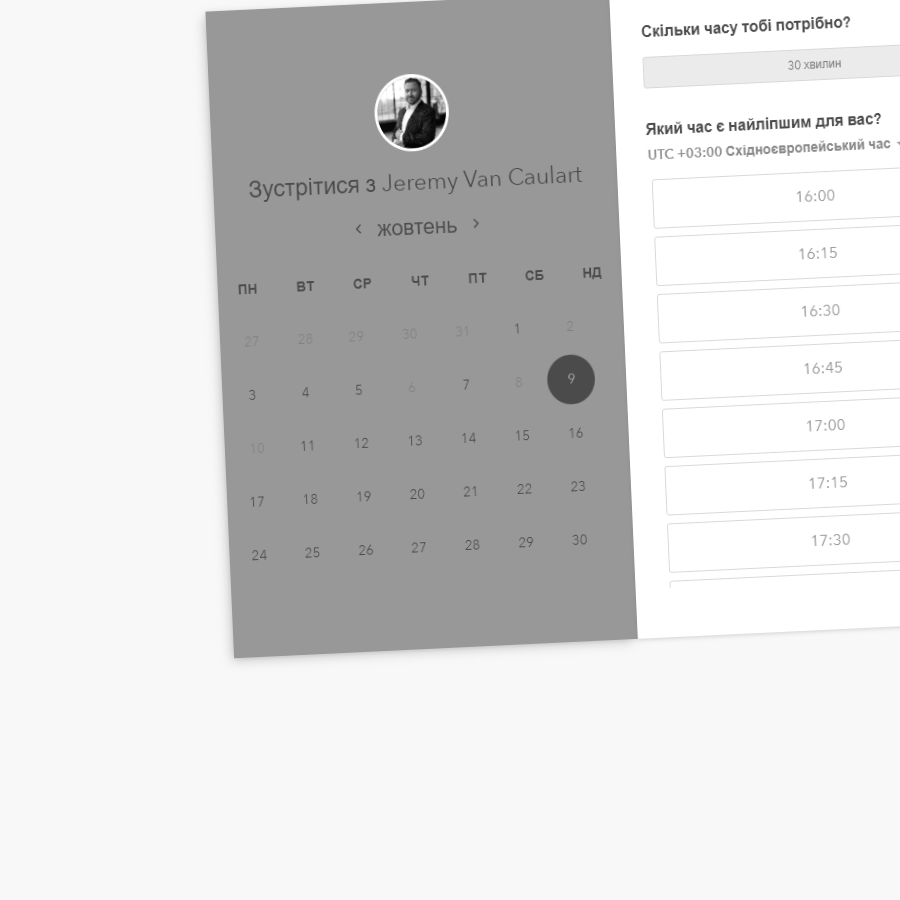 Зустрітися з Jeremy Van Caulart
жовтень
ПН ВТ СР ЧТ ПТ СБ НД
27 28 29 30 31 1 2
3 4 5 6 7 8 9
10 11 12 13 14 15 16
17 18 19 20 21 22 23
24 25 26 27 28 29 30
Скільки часу тобі потрібно?
30 хвилин
Який час є найліпшим для вас?
UTC +03:00 Східноєвропейський час
16:00
16:15
16:30
16:45
17:00
17:15
17:30